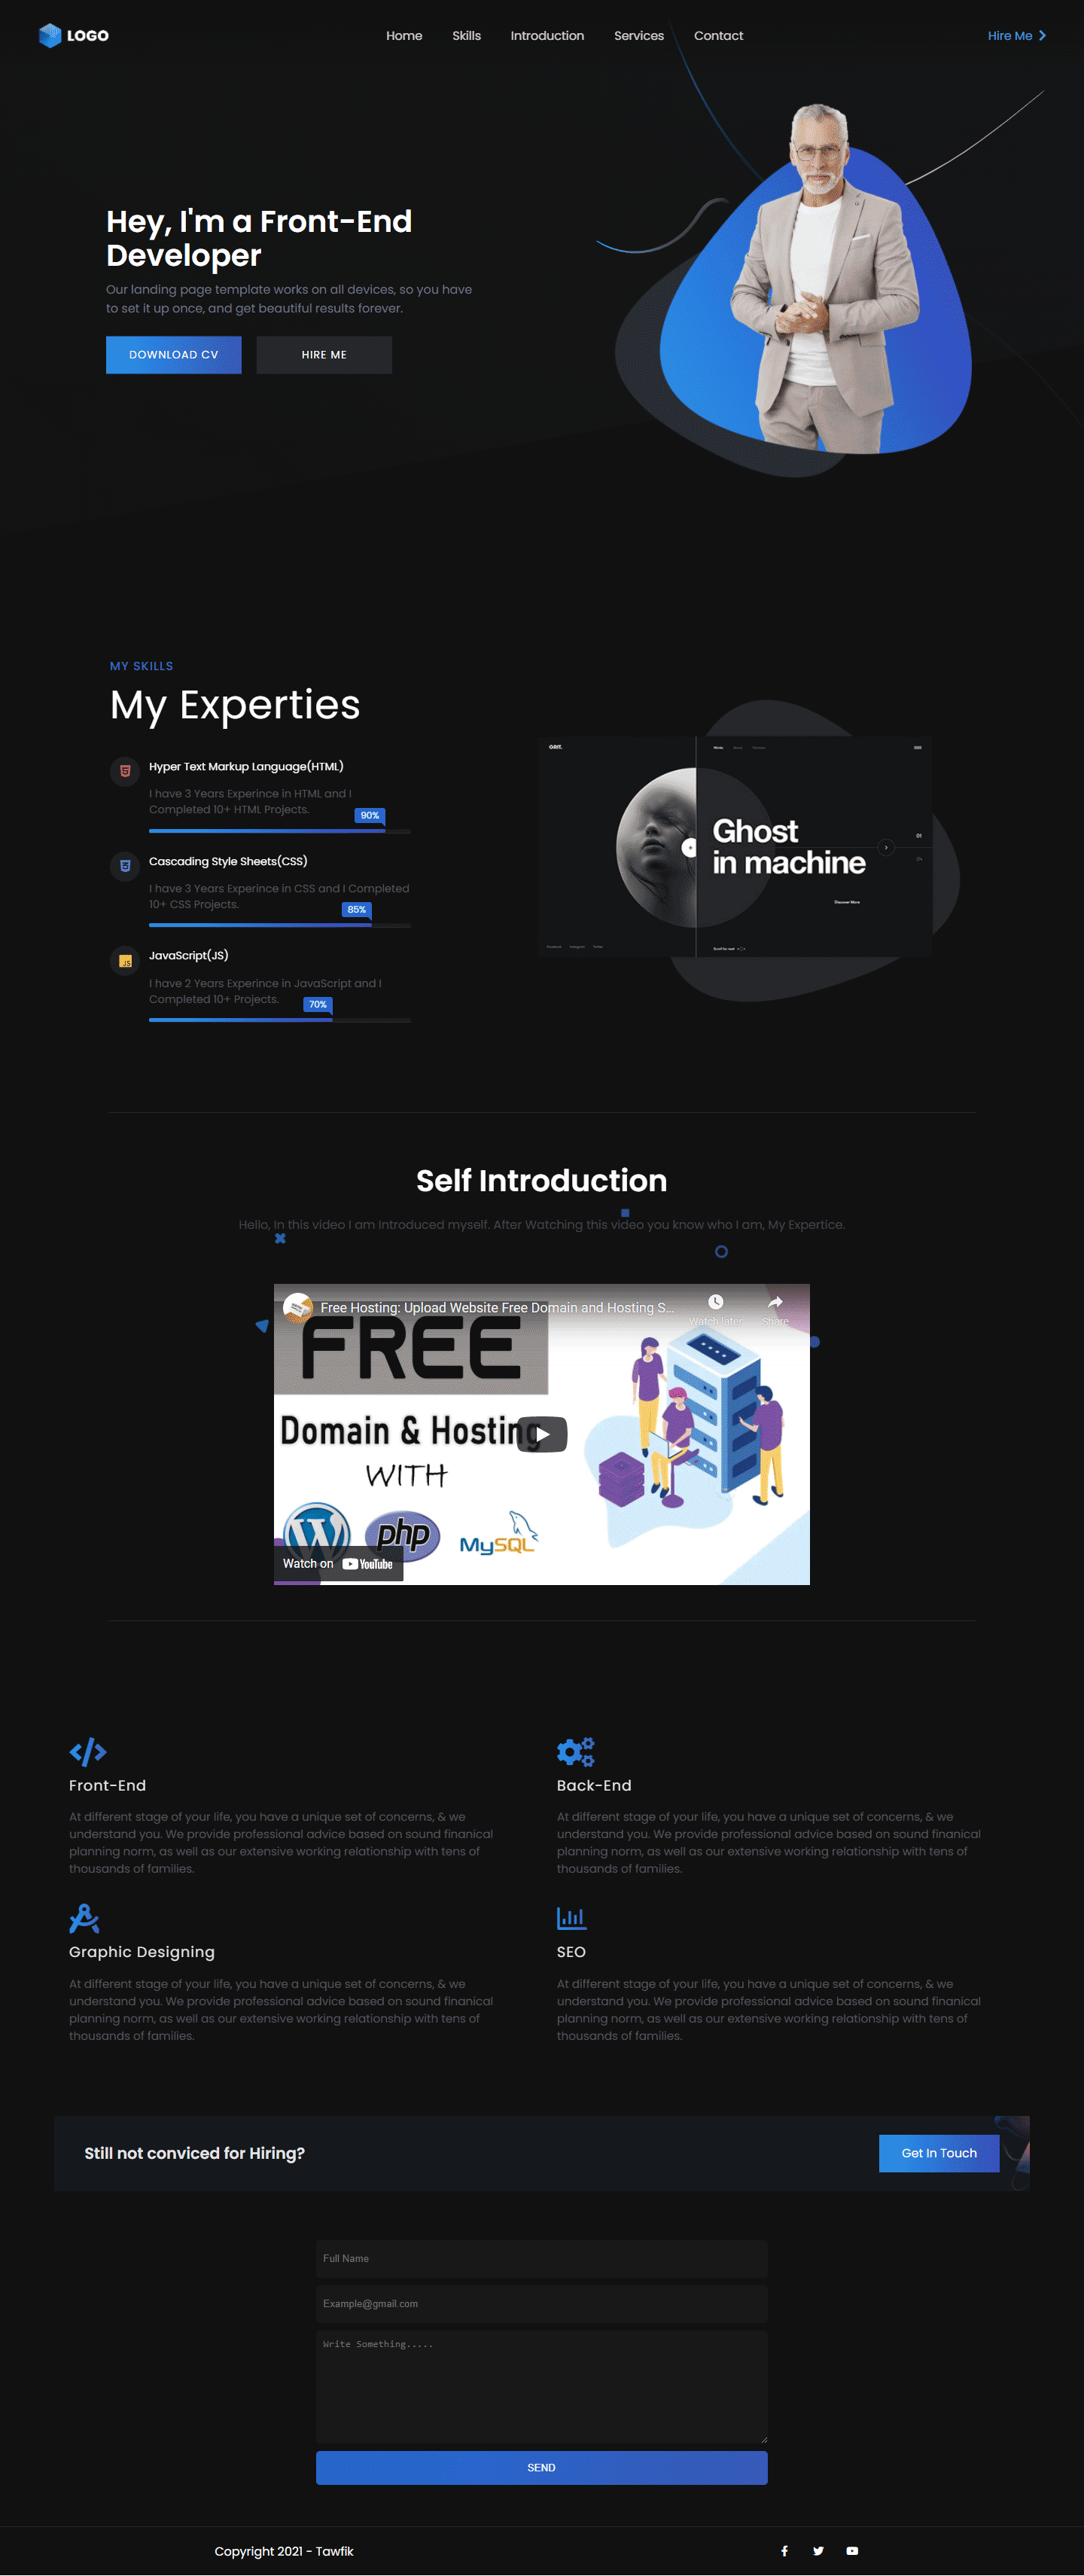 LOGO
Home
Skills
Introduction
Services
Contact
Hire Me
Hey, I'm a Front-End
Developer
Our landing page template works on all devices, so you have
to set it up once, and get beautiful results forever.
DOWNLOAD CV
HIRE ME
MY SKILLS
My Experties
Hyper Text Markup Language(HTML)
I have 3 Years Experince in HTML and I
Completed 10+ HTML Projects.
90%
Cascading Style Sheets(CSS)
I have 3 Years Experince in CSS and I Completed
10+ CSS Projects.
85%
JS
JavaScript(JS)
I have 2 Years Experince in JavaScript and I
Completed 10+ Projects.
70%
GRIT.
Ghost
in machine
01
04
Discover More
Facebook
Instagram
Twitter
Scroll for next
Self Introduction
Hello, In this video I am Introduced myself. After Watching this video you know who I am, My Expertice.
Free Hosting: Upload Website Free Domain and Hosting S...
Watch later
Share
FREE
Domain & Hosting
WITH
php
MySQL
Watch on YouTube
Front-End
At different stage of your life, you have a unique set of concerns, & we
understand you. We provide professional advice based on sound finanical
planning norm, as well as our extensive working relationship with tens of
thousands of families.
Back-End
At different stage of your life, you have a unique set of concerns, & we
understand you. We provide professional advice based on sound finanical
planning norm, as well as our extensive working relationship with tens of
thousands of families.
Graphic Designing
At different stage of your life, you have a unique set of concerns, & we
understand you. We provide professional advice based on sound finanical
planning norm, as well as our extensive working relationship with tens of
thousands of families.
SEO
At different stage of your life, you have a unique set of concerns, & we
understand you. We provide professional advice based on sound finanical
planning norm, as well as our extensive working relationship with tens of
thousands of families.
Still not conviced for Hiring?
Get In Touch
Full Name
Example@gmail.com
Write Something.....
SEND
Copyright 2021 - Tawfik